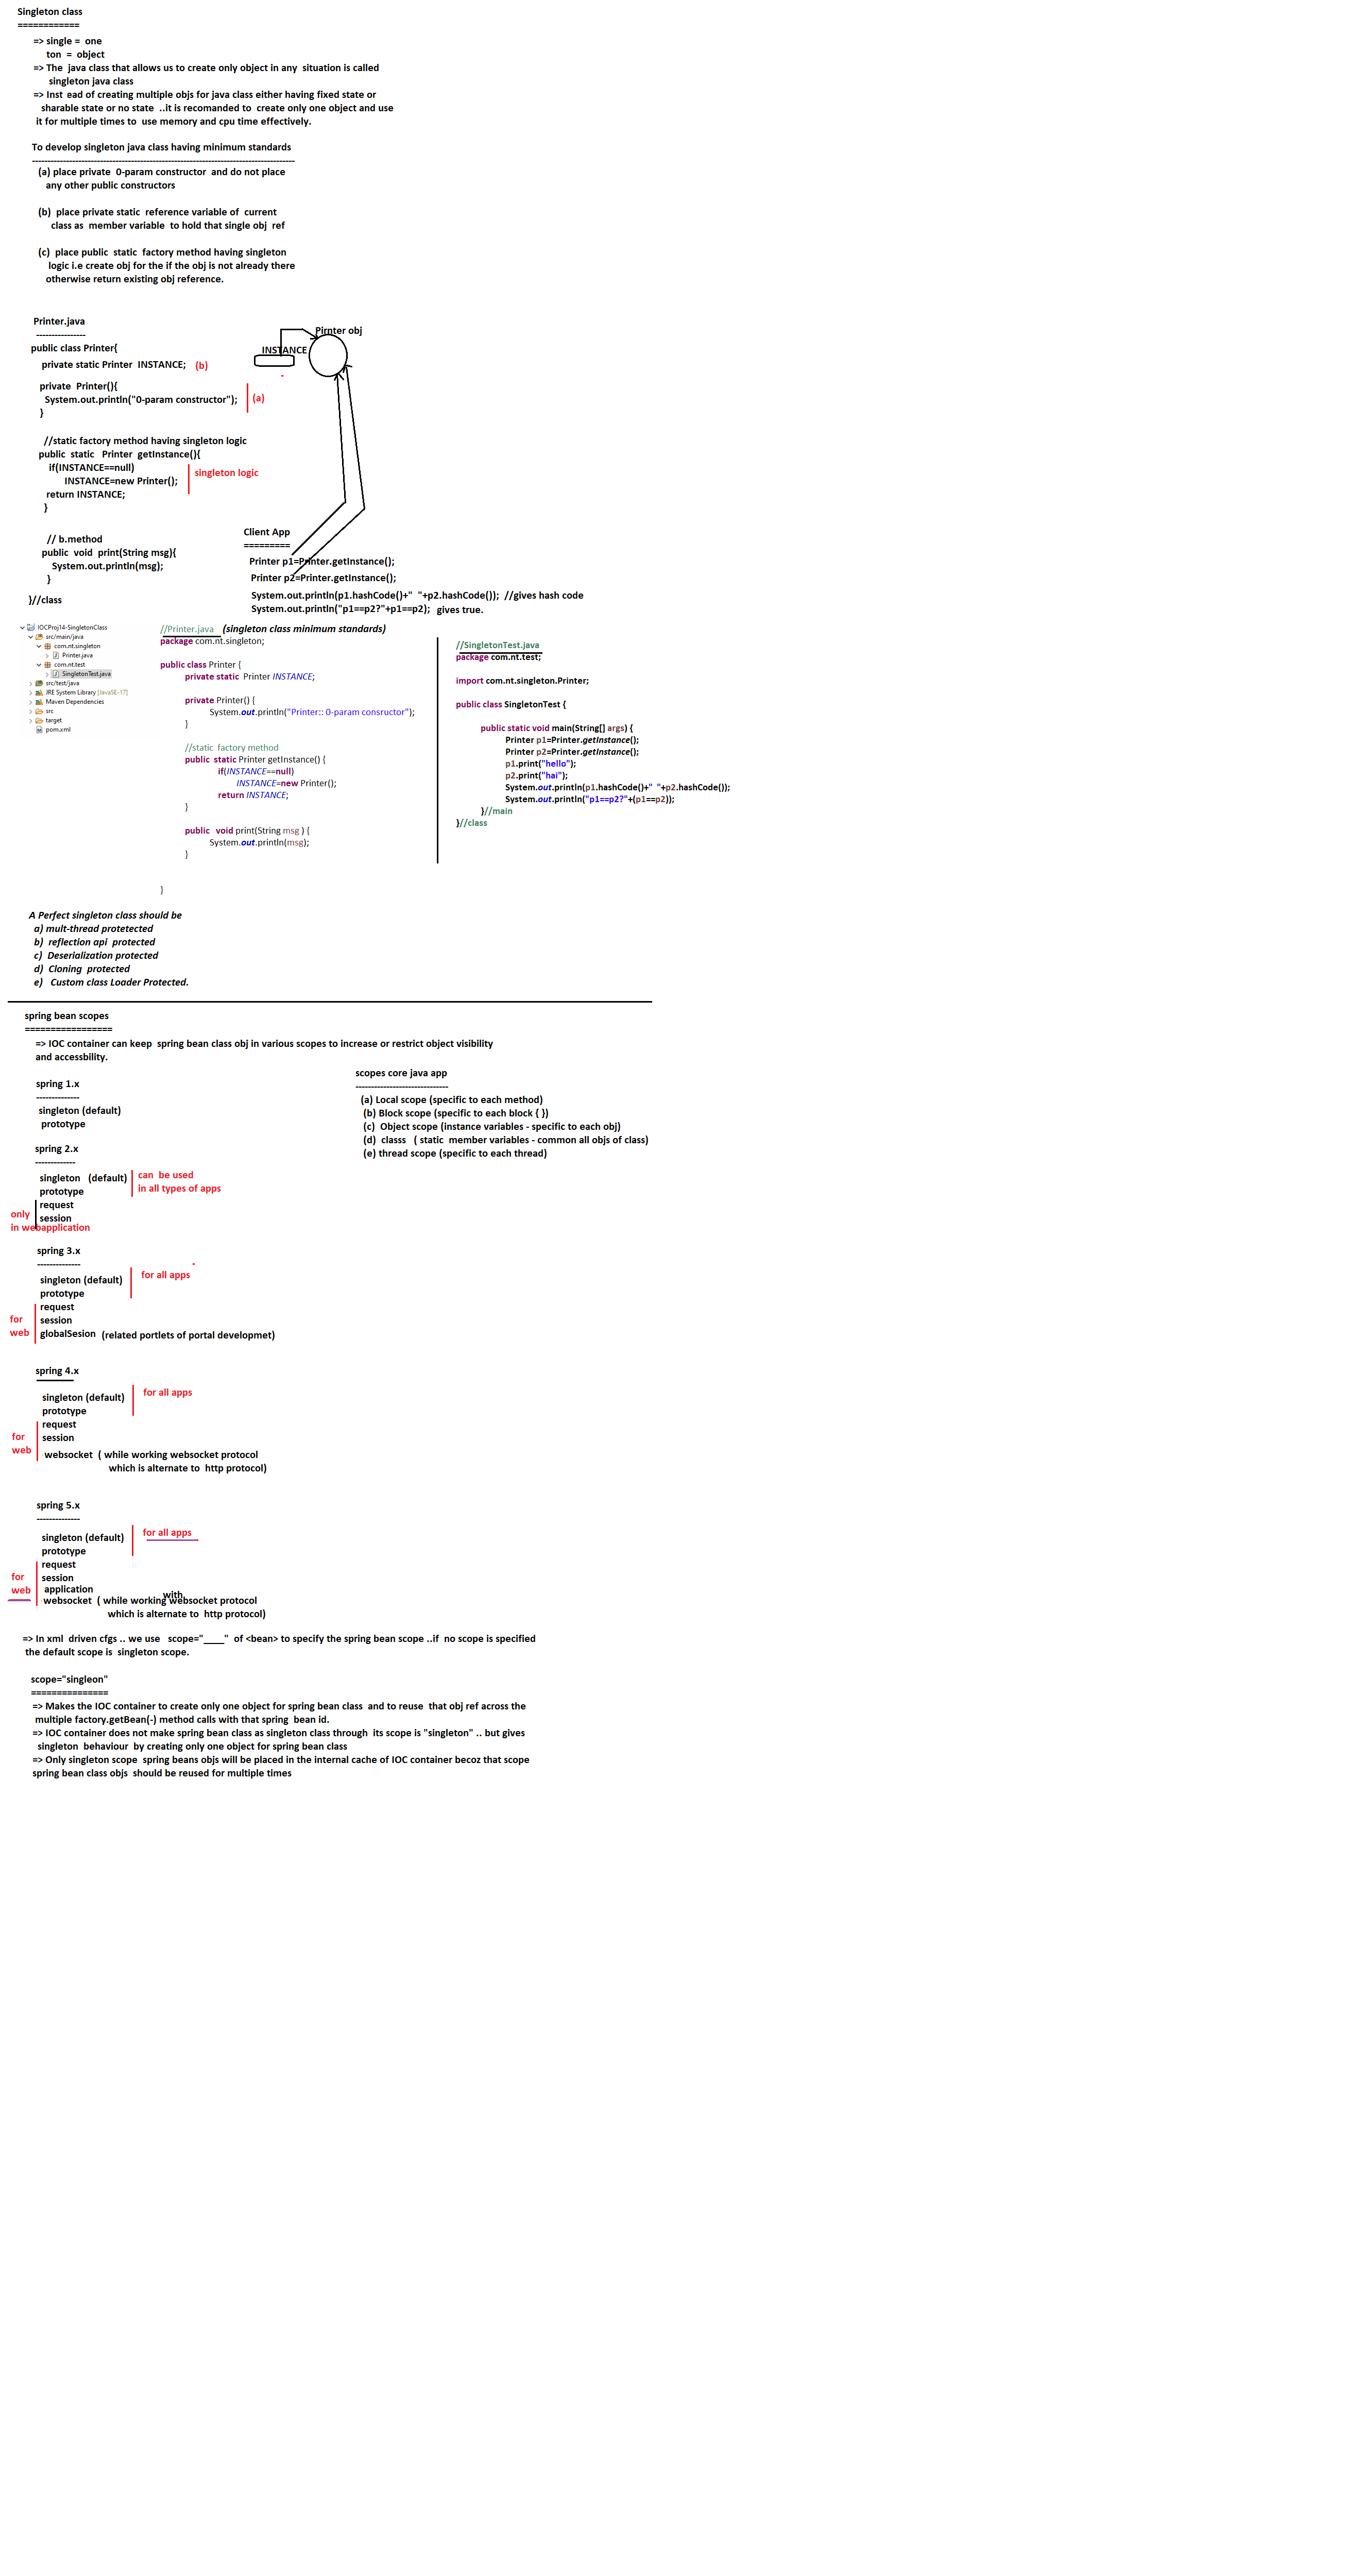 Singleton class
============
=> single =  one
ton  =  object
=> The  java class that allows us to create only object in any  situation is called
singleton java class
=> Inst ead of creating multiple objs for java class either having fixed state or
sharable state or no state  ..it is recomanded to  create only one object and use
it for multiple times to  use memory and cpu time effectively.
To develop singleton java class having minimum standards
-------------------------------------------------------------------------------------
(a) place private  0-param constructor  and do not place
any other public constructors
(b)  place private static  reference variable of  current
class as  member variable  to hold that single obj  ref
(c)  place public  static  factory method having singleton
logic i.e create obj for the if the obj is not already there
otherwise return existing obj reference.
Printer.java
----------------
public class Printer{
private static Printer  INSTANCE;   (b)
private  Printer(){
System.out.println("0-param constructor");
}
(a)
//static factory method having singleton logic
public  static   Printer  getInstance(){
if(INSTANCE==null)
INSTANCE=new Printer();
return INSTANCE;
}
singleton logic
// b.method
public  void  print(String msg){
System.out.println(msg);
}
}//class
Pirnter obj
INSTANCE
Client App
=========
Printer p1=Printer.getInstance();
Printer p2=Printer.getInstance();
System.out.println(p1.hashCode()+"  "+p2.hashCode());  //gives hash code
System.out.println("p1==p2?"+p1==p2);  gives true.
IOCProj14-SingletonClass
src/main/java
com.nt.singleton
Printer.java
com.nt.test
SingletonTest.java
src/test/java
JRE System Library [JavaSE-17]
Maven Dependencies
src
target
pom.xml
//Printer.java   (singleton class minimum standards)
package com.nt.singleton;
public class Printer {
private static  Printer INSTANCE;
private Printer() {
System.out.println("Printer:: 0-param consructor");
}
//static  factory method
public  static Printer getInstance() {
if(INSTANCE==null)
INSTANCE=new Printer();
return INSTANCE;
}
public   void print(String msg ) {
System.out.println(msg);
}
}
//SingletonTest.java
package com.nt.test;
import com.nt.singleton.Printer;
public class SingletonTest {
public static void main(String[] args) {
Printer p1=Printer.getInstance();
Printer p2=Printer.getInstance();
p1.print("hello");
p2.print("hai");
System.out.println(p1.hashCode()+"  "+p2.hashCode());
System.out.println("p1==p2?"+(p1==p2));
}//main
}//class
A Perfect singleton class should be
a) mult-thread protetected
b)  reflection api  protected
c)  Deserialization protected
d)  Cloning  protected
e)   Custom class Loader Protected.
spring bean scopes
=================
=> IOC container can keep  spring bean class obj in various scopes to increase or restrict object visibility
and accessbility.
scopes core java app
------------------------------
(a) Local scope (specific to each method)
(b) Block scope (specific to each block { })
(c)  Object scope (instance variables - specific to each obj)
(d)  classs   ( static  member variables - common all objs of class)
(e) thread scope (specific to each thread)
spring 1.x
--------------
singleton (default)
prototype
spring 2.x
-------------
singleton   (default)
prototype
can  be used
in all types of apps
request
session
only
in webapplication
spring 3.x
--------------
singleton (default)
prototype
for all apps
request
session
globalSesion  (related portlets of portal developmet)
for
web
spring 4.x
singleton (default)
prototype
for all apps
request
session
for
web
websocket  ( while working websocket protocol
which is alternate to  http protocol)
spring 5.x
--------------
singleton (default)
prototype
for all apps
request
session
application
for
web
with
websocket  ( while working websocket protocol
which is alternate to  http protocol)
=> In xml  driven cfgs .. we use   scope="____"  of <bean> to specify the spring bean scope ..if  no scope is specified
the default scope is  singleton scope.
scope="singleon"
===============
=> Makes the IOC container to create only one object for spring bean class  and to reuse  that obj ref across the
multiple factory.getBean(-) method calls with that spring  bean id.
=> IOC container does not make spring bean class as singleton class through  its scope is "singleton" .. but gives
singleton  behaviour  by creating only one object for spring bean class
=> Only singleton scope  spring beans objs will be placed in the internal cache of IOC container becoz that scope
spring bean class objs  should be reused for multiple times